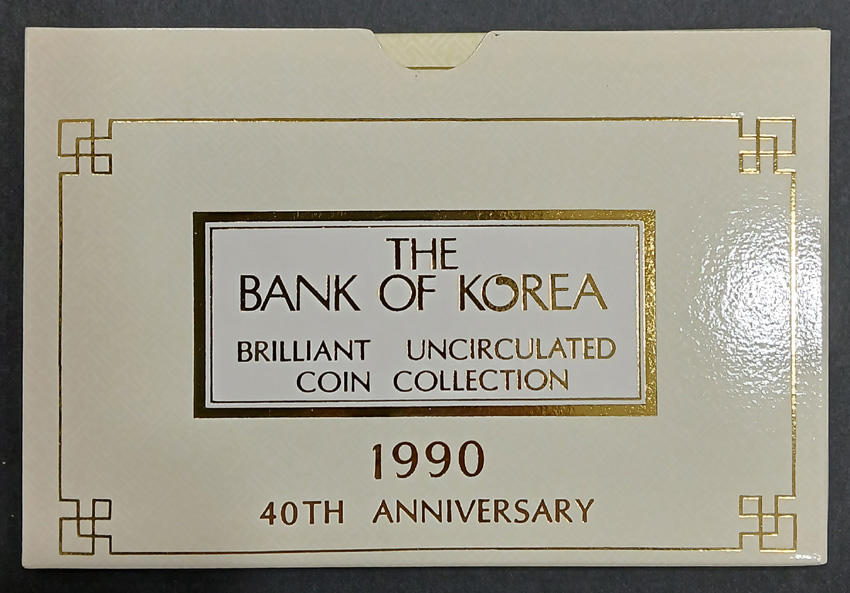 THE
BANK OF KOREA
BRILLIANT UNCIRCULATED
COIN COLLECTION
1990
40TH ANNIVERSARY